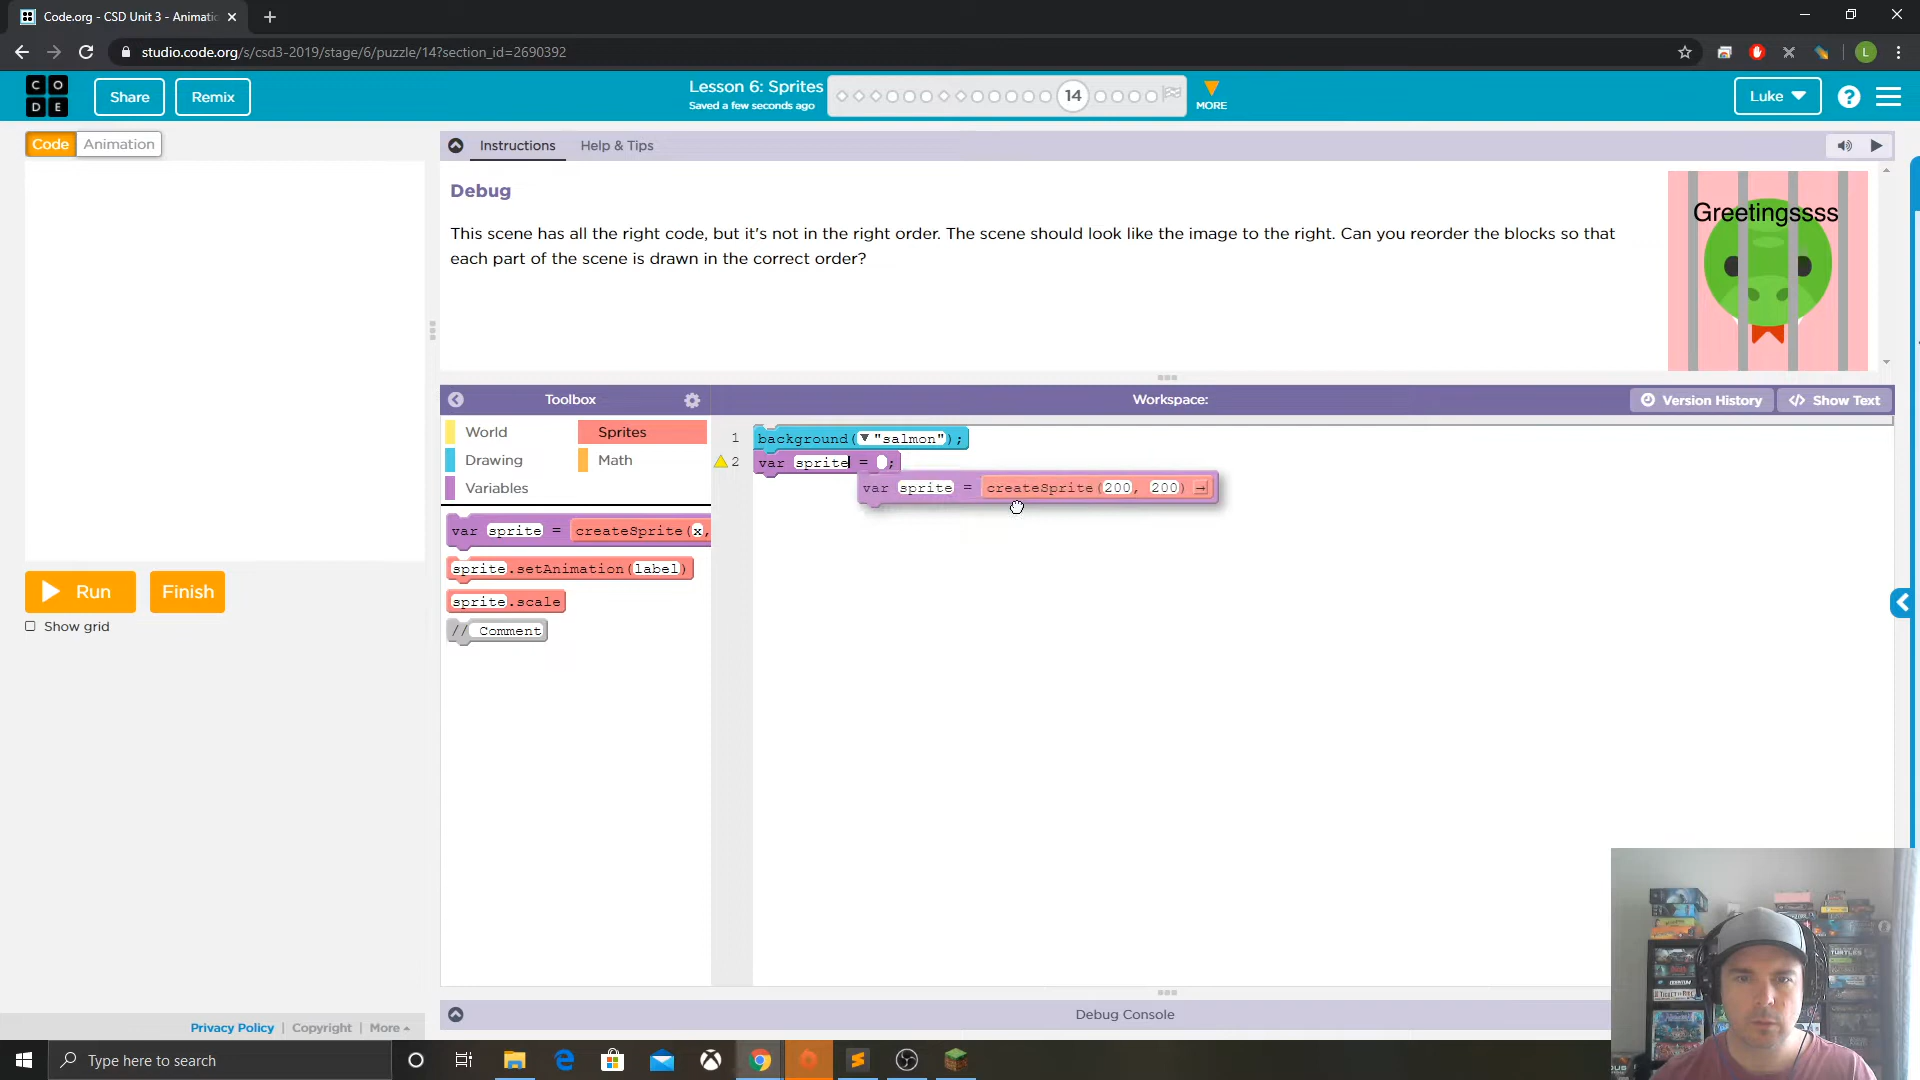 Code.org - CSD Unit 3 - Animatic
studio.code.org/s/csd3-2019/stage/6/puzzle/14?section_id=2690392
L
C O
D E
Share
Remix
Lesson 6: Sprites
Saved a few seconds ago
14
MORE
Luke
?
Code
Animation
Instructions
Help & Tips
Debug
This scene has all the right code, but it's not in the right order. The scene should look like the image to the right. Can you reorder the blocks so that
each part of the scene is drawn in the correct order?
Greetingssss
Toolbox
Workspace:
Version History
Show Text
World
Sprites
Drawing
Math
Variables
var sprite = createSprite(x,
sprite.setAnimation(label)
sprite.scale
// Comment
1 background("salmon");
2 var sprite = ;
var sprite = createSprite(200, 200)
Run
Finish
Show grid
Privacy Policy | Copyright | More
Debug Console
Type here to search